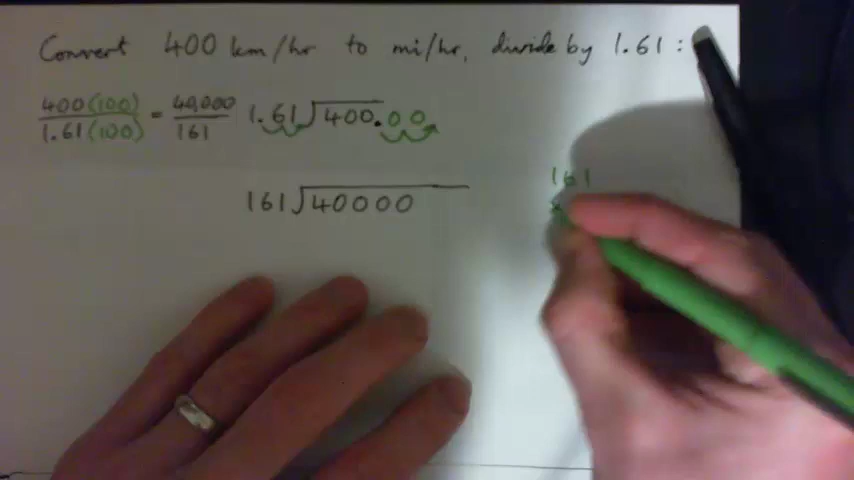 Convert 400 km/hr to mi/hr, divide by 1.61 :
400(100) / 1.61(100) = 40,000 / 161 1.61)400.00
161)40000 161
×